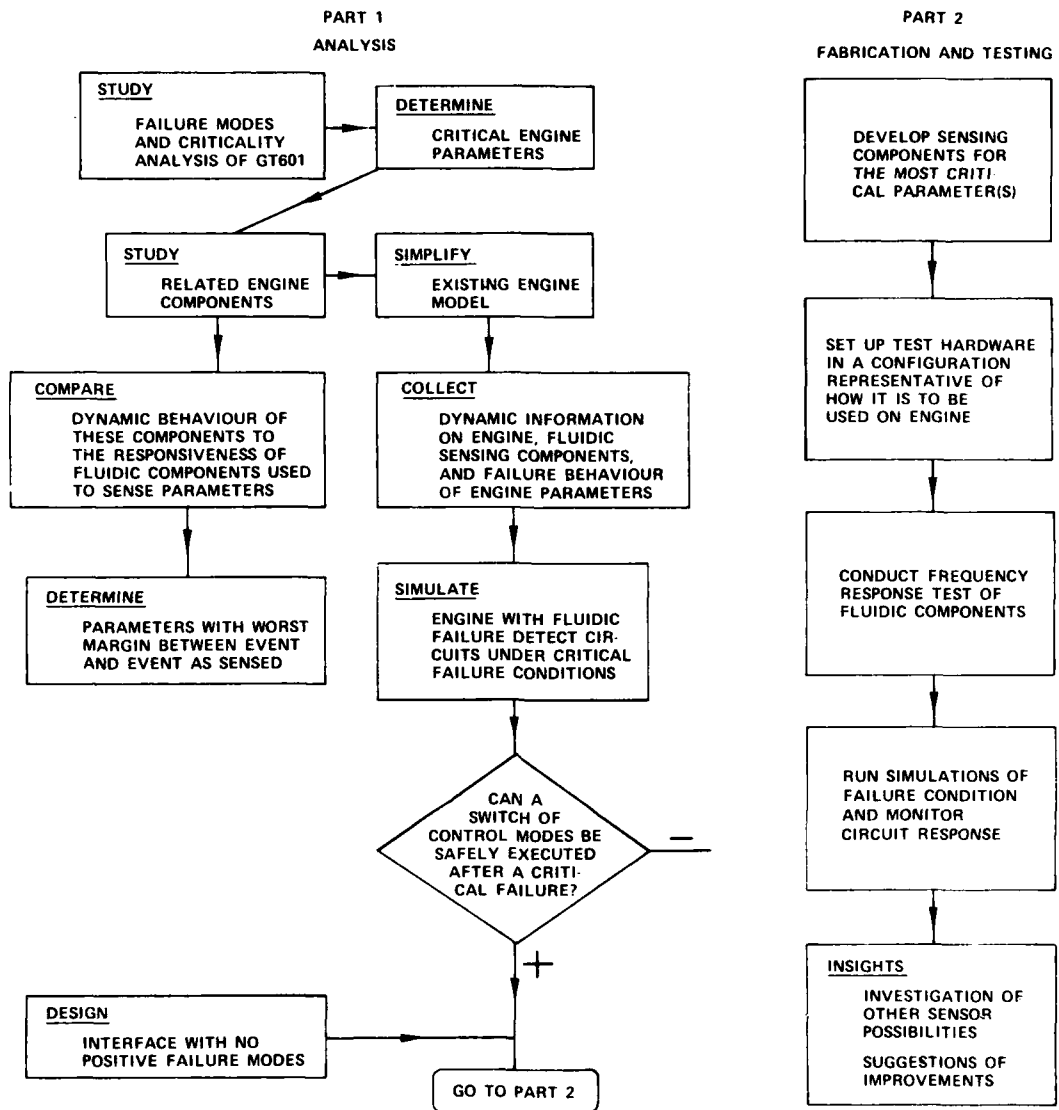 PART 1
ANALYSIS
STUDY
FAILURE MODES
AND CRITICALITY
ANALYSIS OF GT601
DETERMINE
CRITICAL ENGINE
PARAMETERS
STUDY
RELATED ENGINE
COMPONENTS
SIMPLIFY
EXISTING ENGINE
MODEL
COMPARE
DYNAMIC BEHAVIOUR OF
THESE COMPONENTS TO
THE RESPONSIVENESS OF
FLUIDIC COMPONENTS USED
TO SENSE PARAMETERS
COLLECT
DYNAMIC INFORMATION
ON ENGINE, FLUIDIC
SENSING COMPONENTS,
AND FAILURE BEHAVIOUR
OF ENGINE PARAMETERS
DETERMINE
PARAMETERS WITH WORST
MARGIN BETWEEN EVENT
AND EVENT AS SENSED
SIMULATE
ENGINE WITH FLUIDIC
FAILURE DETECT CIR-
CUITS UNDER CRITICAL
FAILURE CONDITIONS
CAN A
SWITCH OF
CONTROL MODES BE
SAFELY EXECUTED
AFTER A CRITI-
CAL FAILURE?
—
+
DESIGN
INTERFACE WITH NO
POSITIVE FAILURE MODES
GO TO PART 2
PART 2
FABRICATION AND TESTING
DEVELOP SENSING
COMPONENTS FOR
THE MOST CRITI-
CAL PARAMETER(S)
SET UP TEST HARDWARE
IN A CONFIGURATION
REPRESENTATIVE OF
HOW IT IS TO BE
USED ON ENGINE
CONDUCT FREQUENCY
RESPONSE TEST OF
FLUIDIC COMPONENTS
RUN SIMULATIONS OF
FAILURE CONDITION
AND MONITOR
CIRCUIT RESPONSE
INSIGHTS
INVESTIGATION OF
OTHER SENSOR
POSSIBILITIES
SUGGESTIONS OF
IMPROVEMENTS